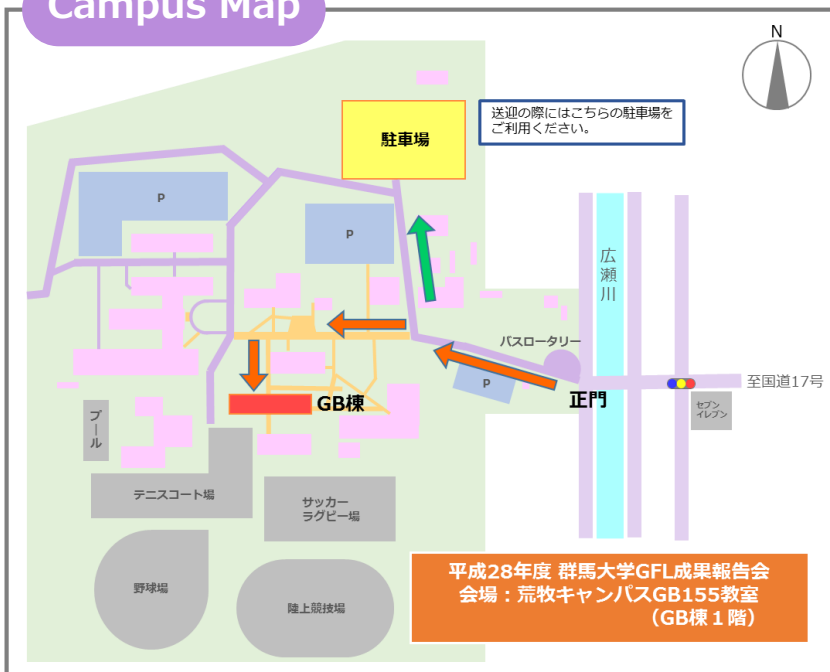 Campus Map
N
送迎の際にはこちらの駐車場を
ご利用ください。
駐車場
P
P
広瀬川
バスロータリー
P
正門
至国道17号
セブン
イレブン
GB棟
プール
テニスコート場
サッカー
ラグビー場
野球場
陸上競技場
平成28年度 群馬大学GFL成果報告会
会場：荒牧キャンパスGB155教室
（GB棟１階）